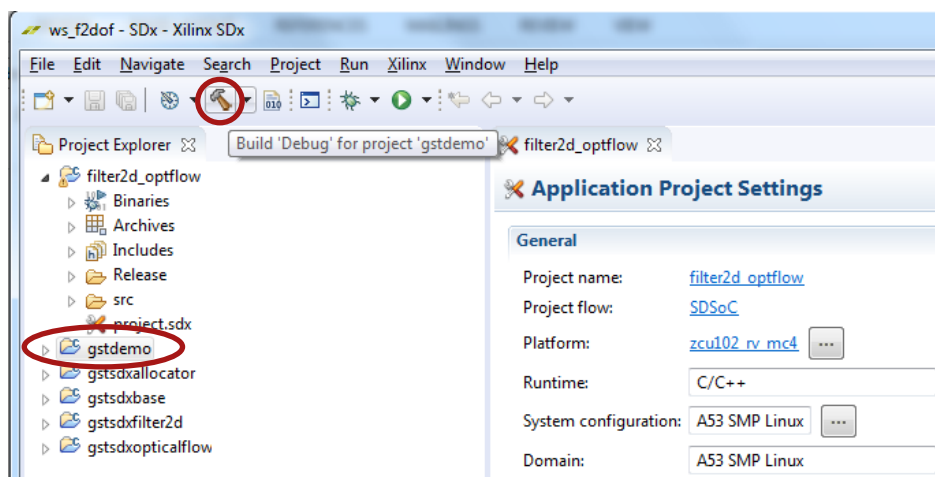 ws_f2dof - SDx - Xilinx SDx
File Edit Navigate Search Project Run Xilinx Window Help
010
Project Explorer
Build 'Debug' for project 'gstdemo'
filter2d_optflow
filter2d_optflow
Binaries
Archives
Includes
Release
src
project.sdx
gstdemo
gstsdxallocator
gstsdxbase
gstsdxfilter2d
gstsdxopticalflow
Application Project Settings
General
Project name: filter2d_optflow
Project flow: SDSoC
Platform: zcu102_rv_mc4 ...
Runtime: C/C++
System configuration: A53 SMP Linux ...
Domain: A53 SMP Linux